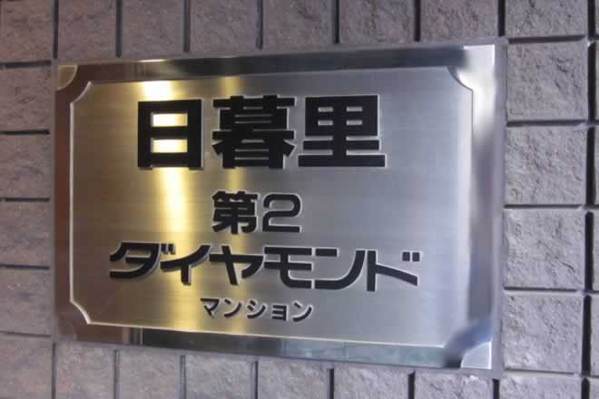 日暮里
第2
ダイヤモンド
マンション